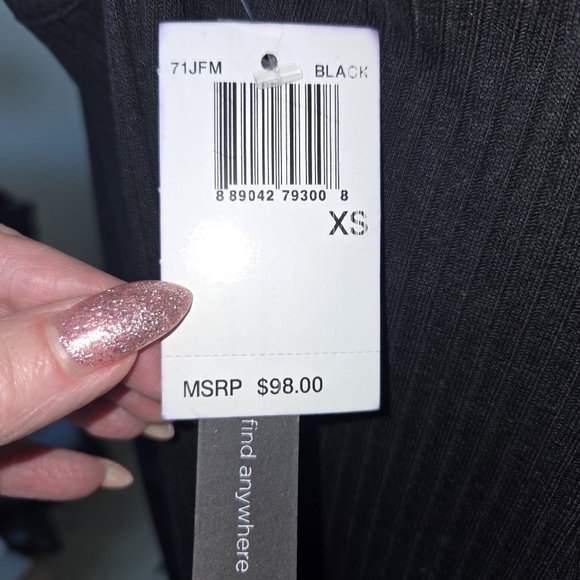 71JFM BLACK
8 89042 79300 8
XS
MSRP $98.00
find anywhere